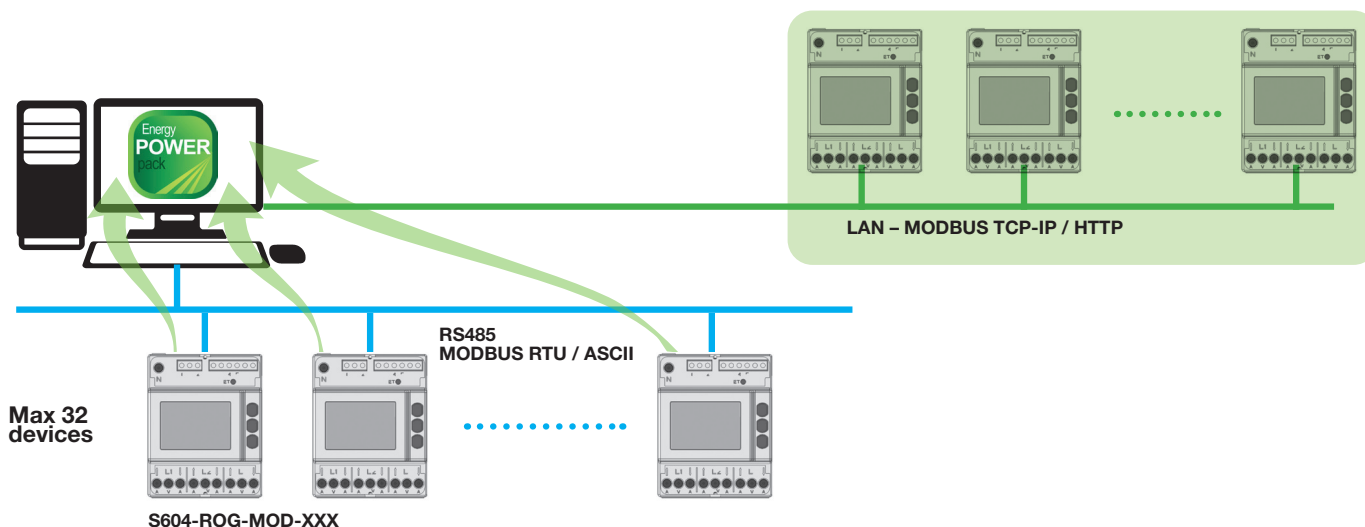 Energy
POWER
pack
LAN – MODBUS TCP-IP / HTTP
RS485
MODBUS RTU / ASCII
Max 32
devices
S604-ROG-MOD-XXX